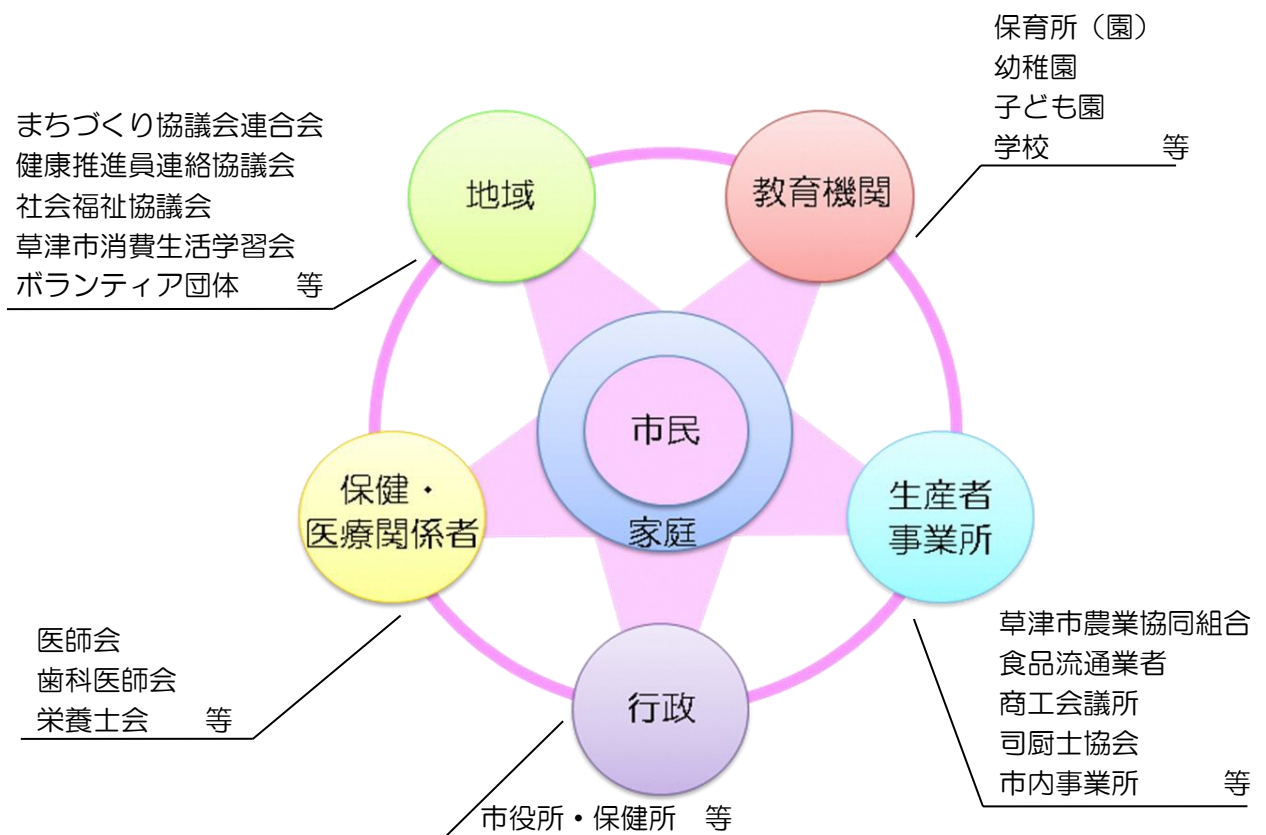 保育所（園）
幼稚園
子ども園
学校　　　　等
まちづくり協議会連合会
健康推進員連絡協議会
社会福祉協議会
草津市消費生活学習会
ボランティア団体　　等
地域
教育機関
市民
家庭
保健・
医療関係者
生産者
事業所
行政
医師会
歯科医師会
栄養士会　　等
草津市農業協同組合
食品流通業者
商工会議所
司厨士協会
市内事業所　　　等
市役所・保健所　等